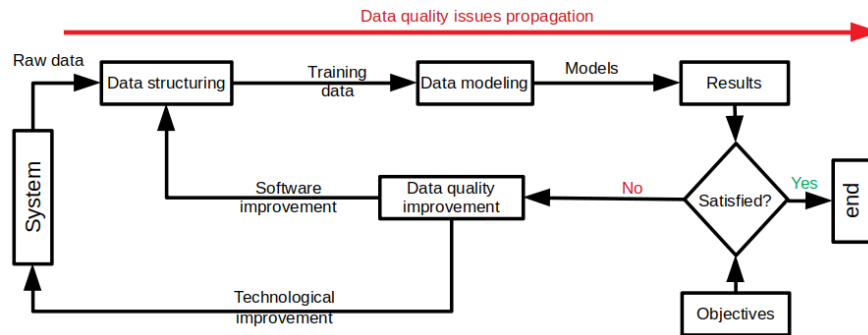 Data quality issues propagation
Raw data
Data structuring
Training
data
Data modeling
Models
Results
System
Software
improvement
Data quality
improvement
No
Satisfied?
Yes
end
Technological
improvement
Objectives